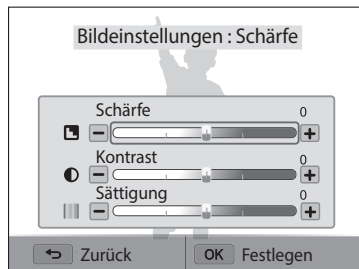 Bildeinstellungen : Schärfe
Schärfe 0
Kontrast 0
Sättigung 0
Zurück OK Festlegen